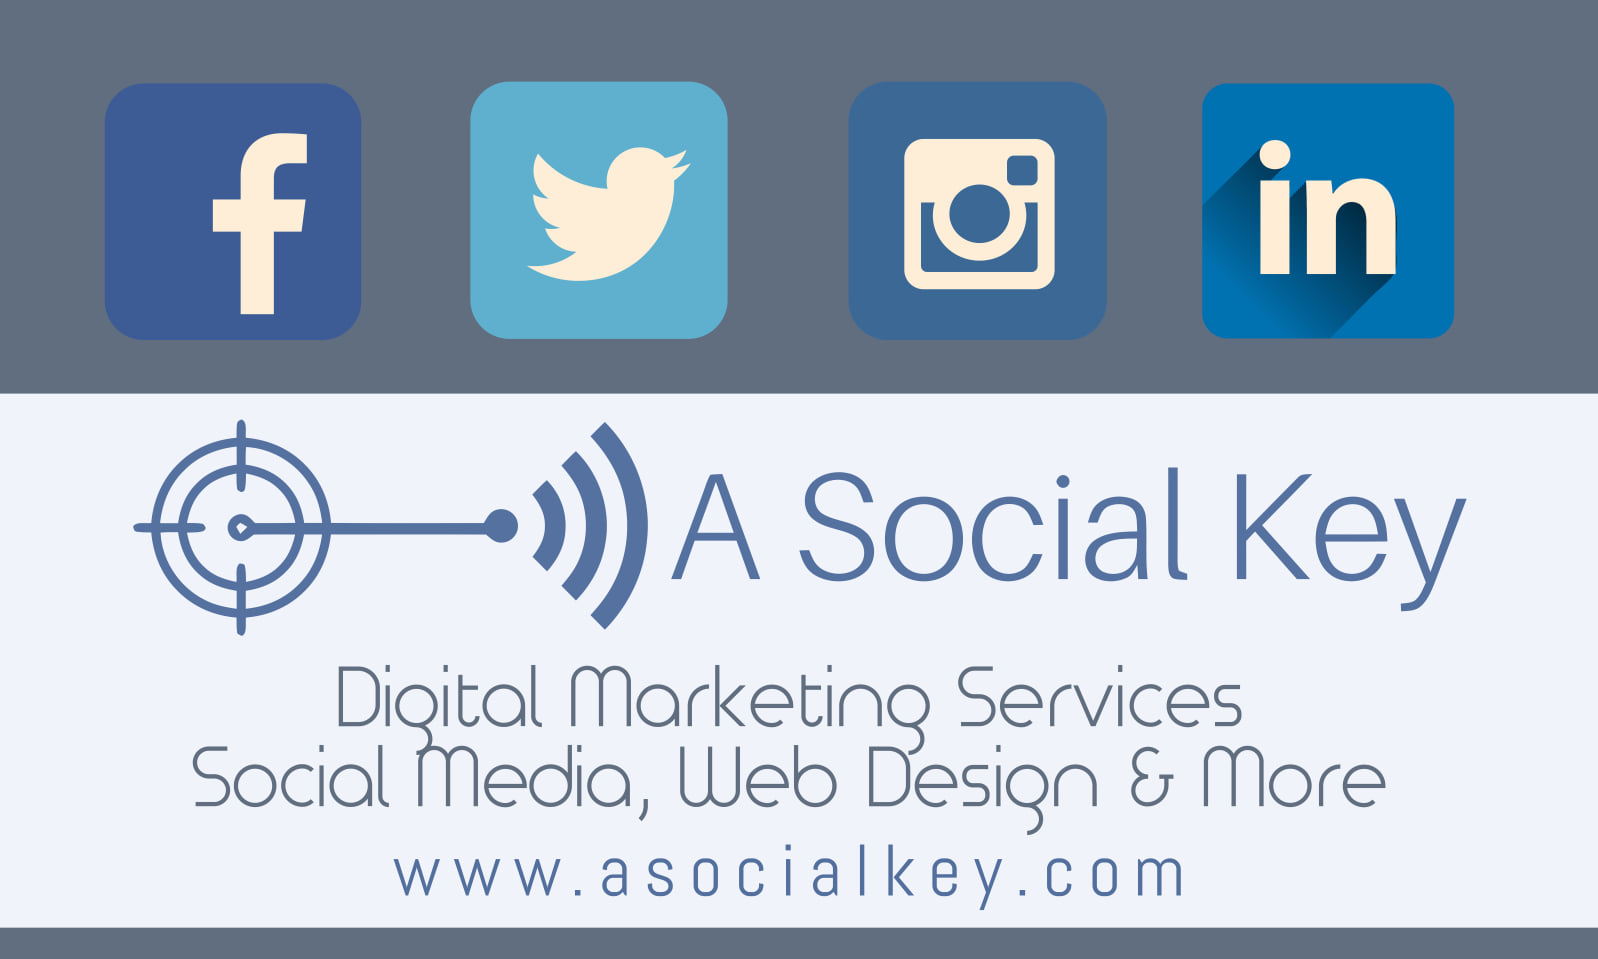 f
in
A Social Key
Digital Marketing Services
Social Media, Web Design & More
www.asocialkey.com